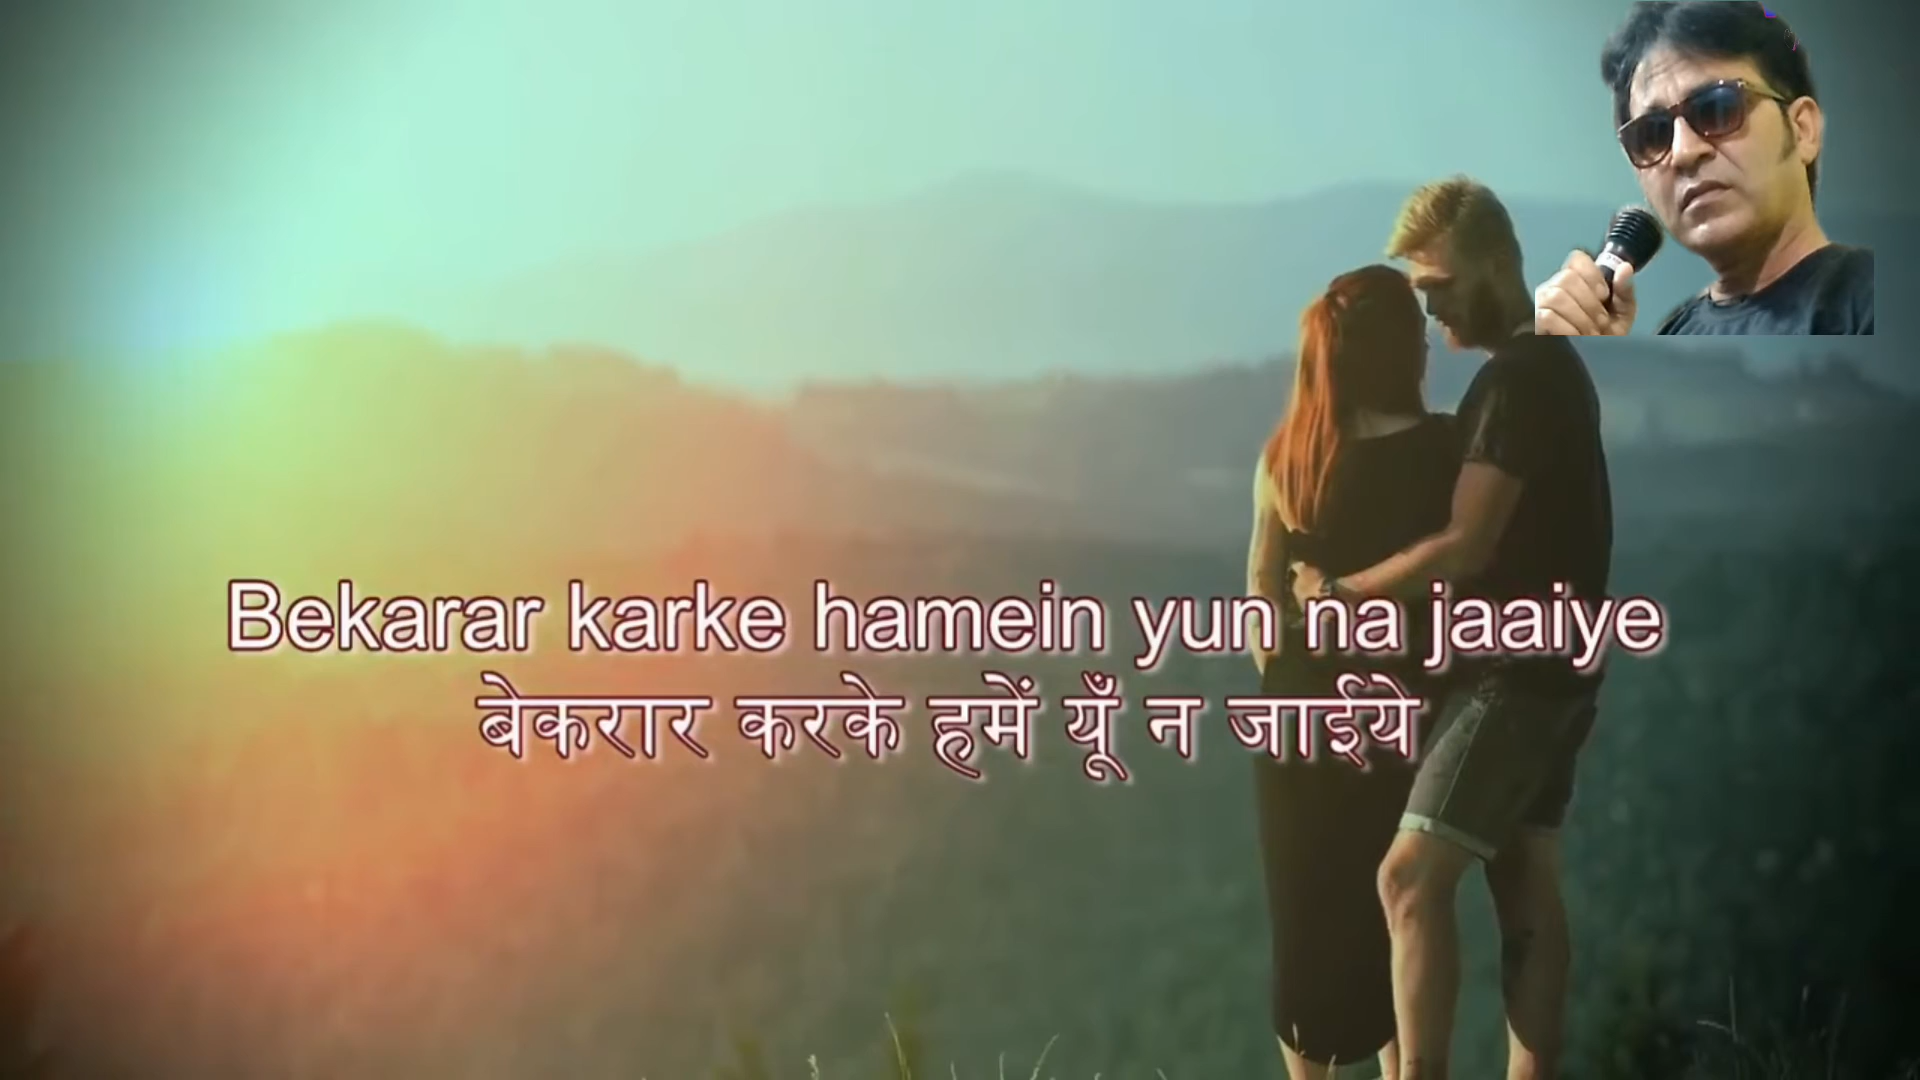 Bekarar karke hamein yun na jaaiye
बेकरार करके हमें यूँ न जाईये